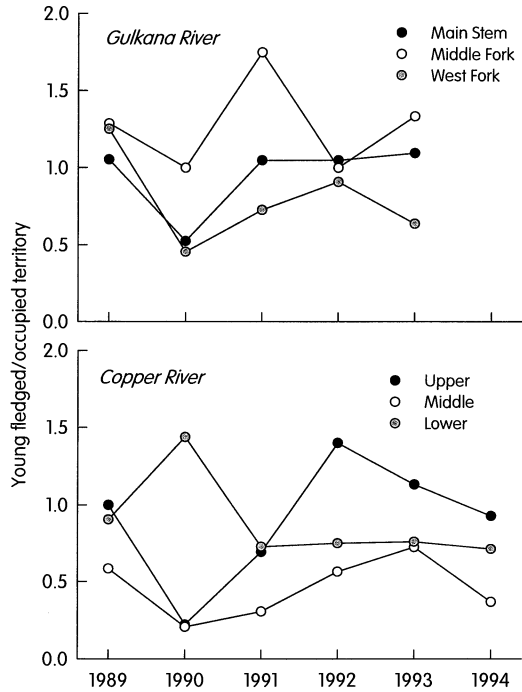 2.0
Gulkana River
Main Stem
Middle Fork
West Fork
1.5
1.0
0.5
0.0
Young fledged/occupied territory
2.0
Copper River
Upper
Middle
Lower
1.5
1.0
0.5
0.0
1989 1990 1991 1992 1993 1994